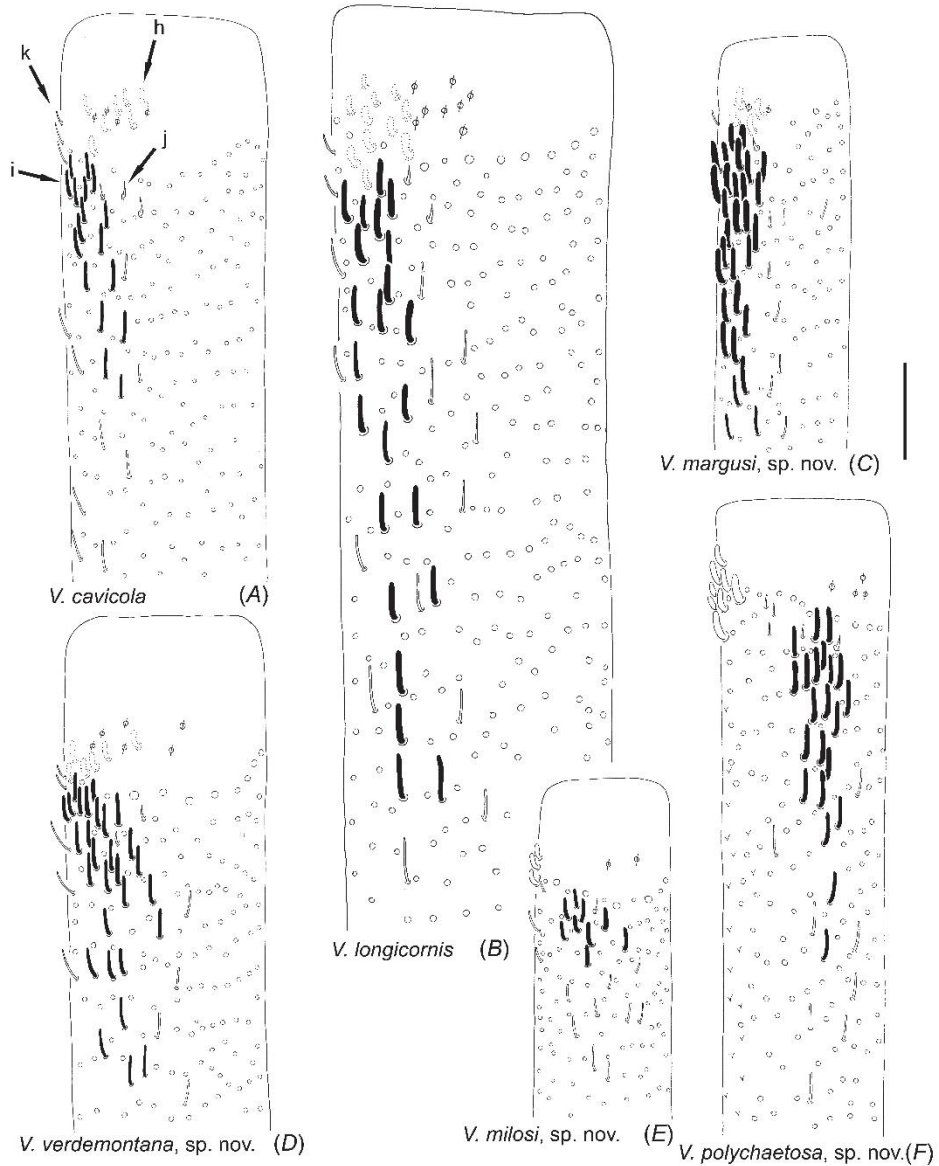 h
k
j
i
V. cavicola (A)
V. longicornis (B)
V. margusi, sp. nov. (C)
V. verdemontana, sp. nov. (D)
V. milosi, sp. nov. (E)
V. polychaetosa, sp. nov.(F)